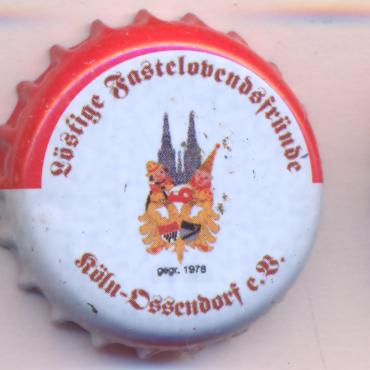 Löstige Fastelovendsfründe
gegr. 1978
Köln-Ossendorf e.V.